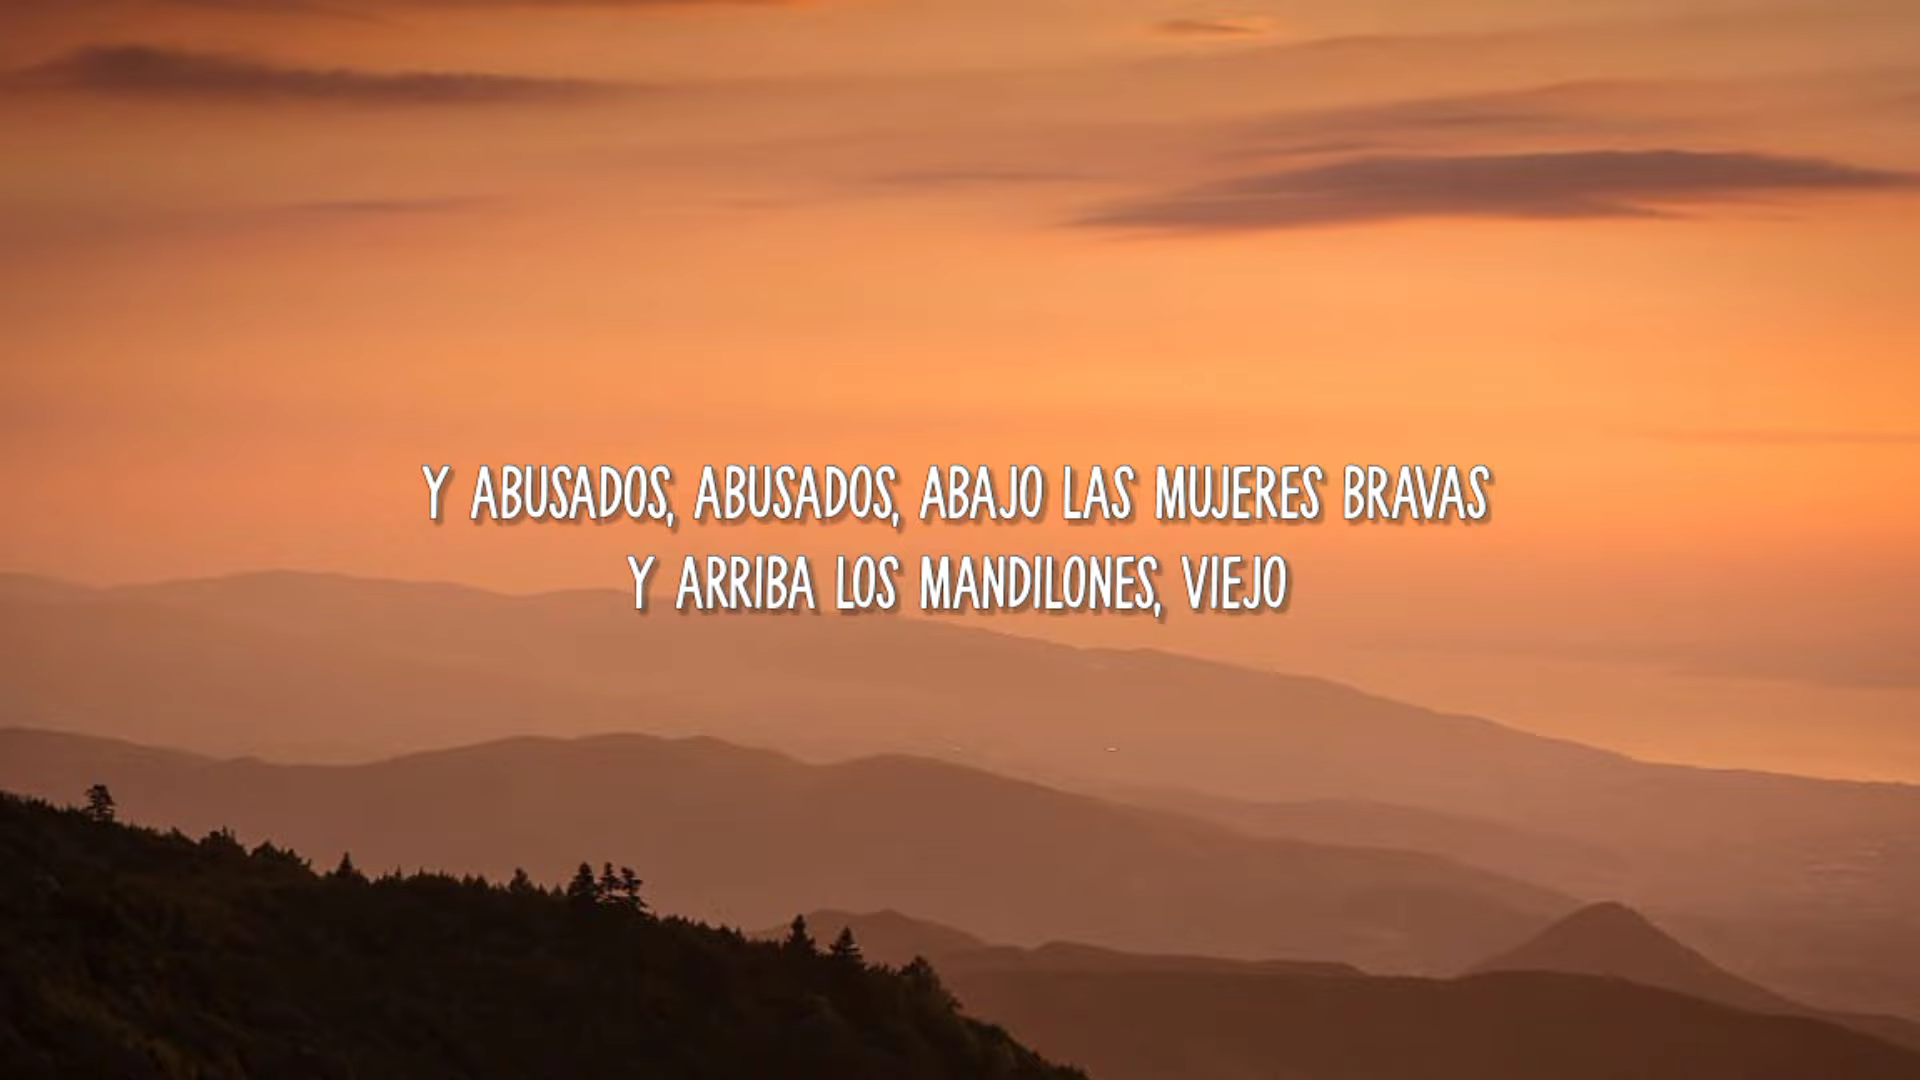 Y ABUSADOS, ABUSADOS, ABAJO LAS MUJERES BRAVAS
Y ARRIBA LOS MANDILONES, VIEJO